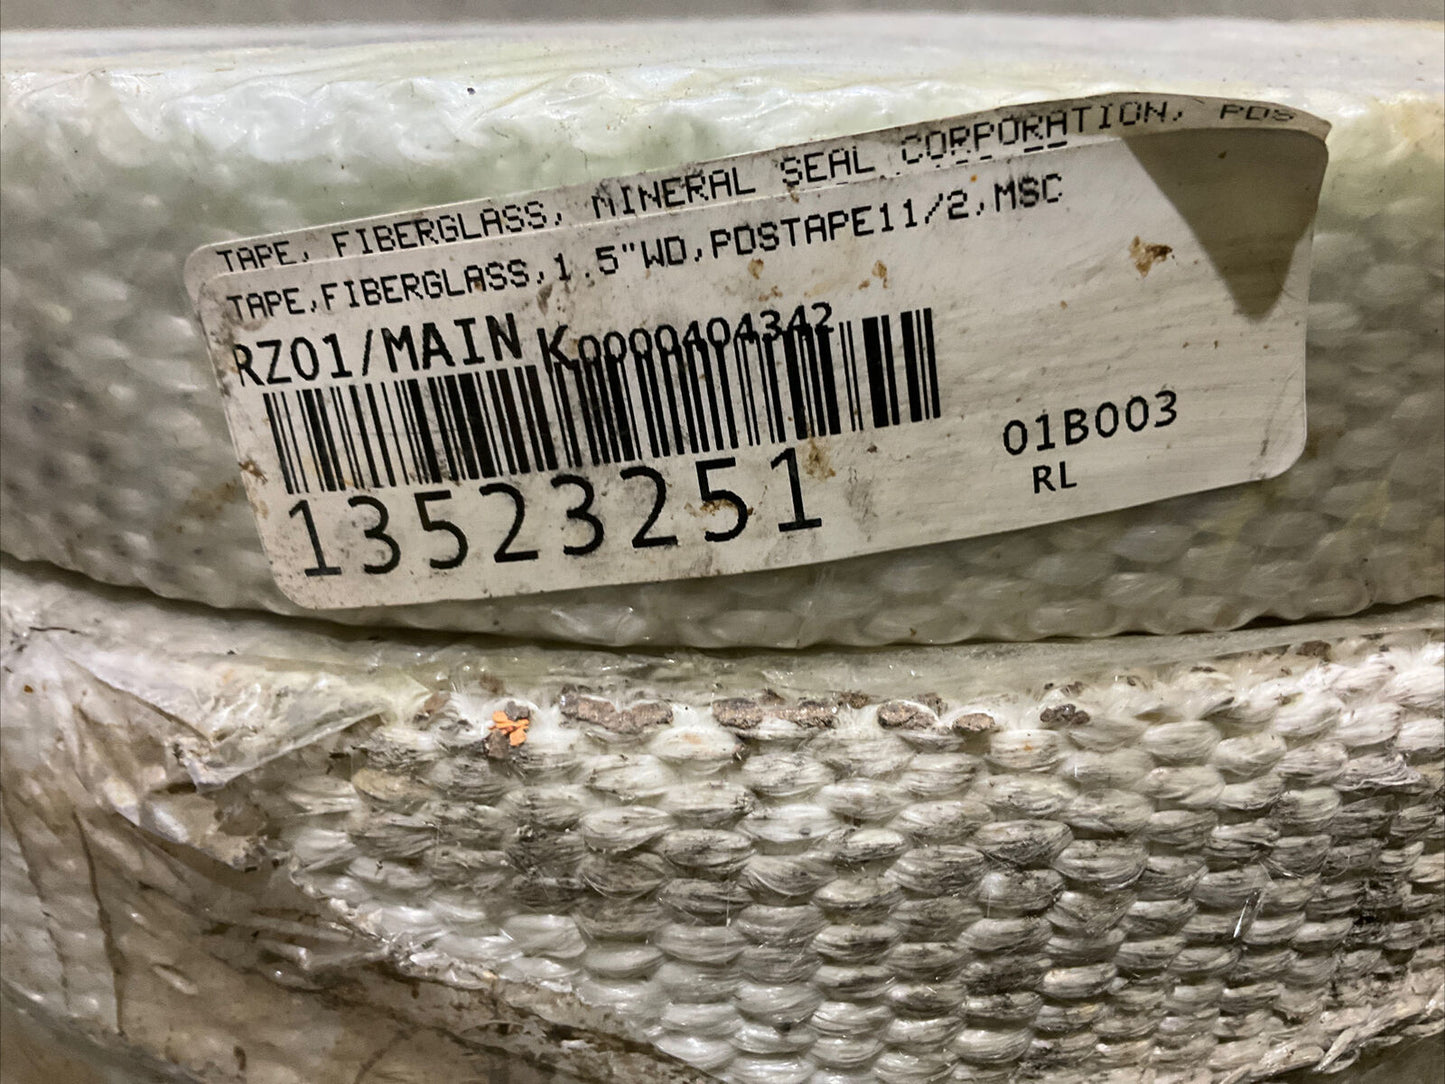 TAPE, FIBERGLASS, MINERAL SEAL CORPORATION, PDS
TAPE,FIBERGLASS,1.5"WD,PDSTAPE11/2,MSC
RZ01/MAIN K0000404342
13523251
01B003
RL